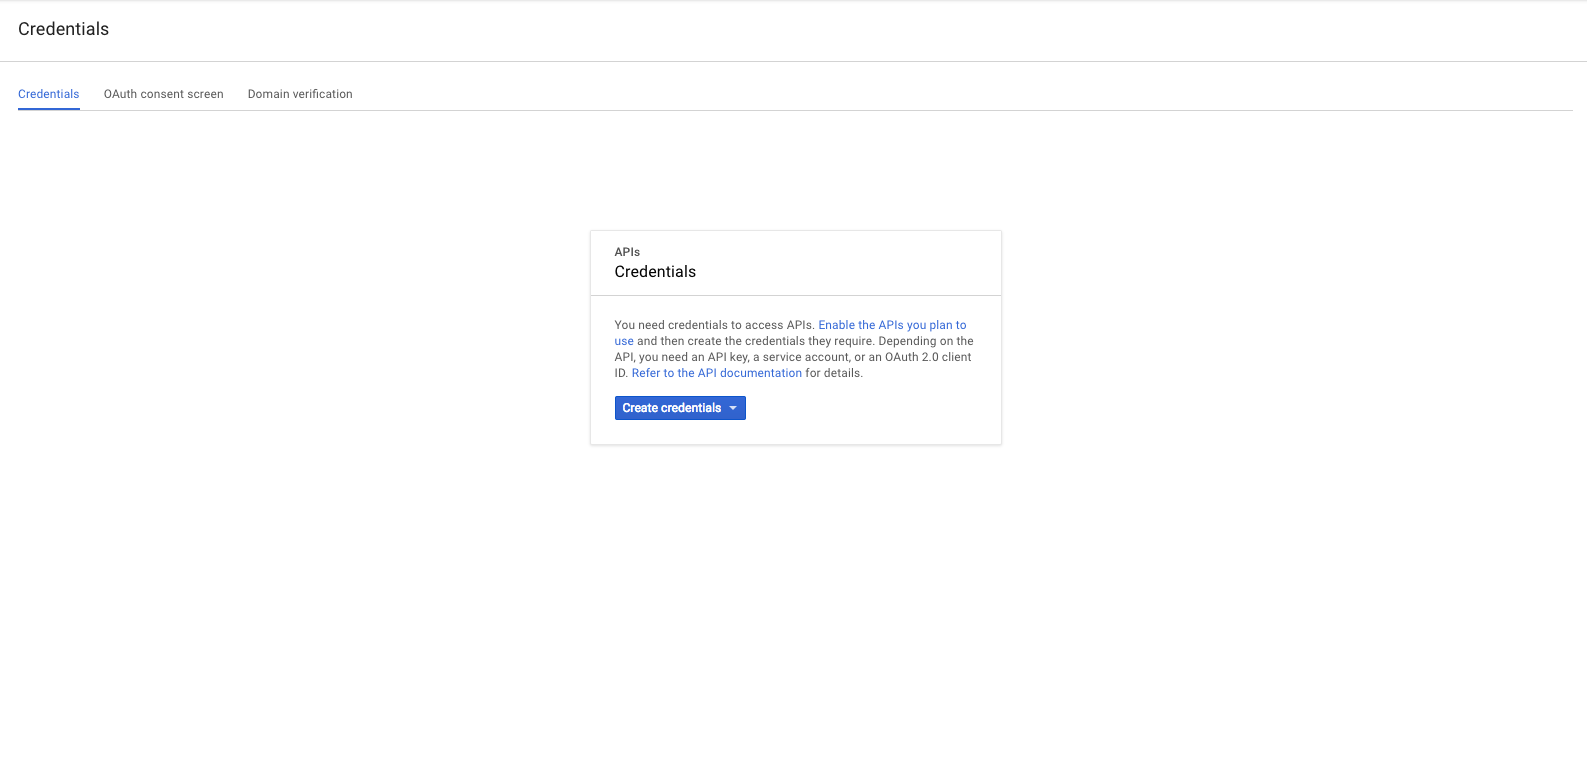 Credentials
Credentials OAuth consent screen Domain verification
APIs
Credentials
You need credentials to access APIs. Enable the APIs you plan to
use and then create the credentials they require. Depending on the
API, you need an API key, a service account, or an OAuth 2.0 client
ID. Refer to the API documentation for details.
Create credentials